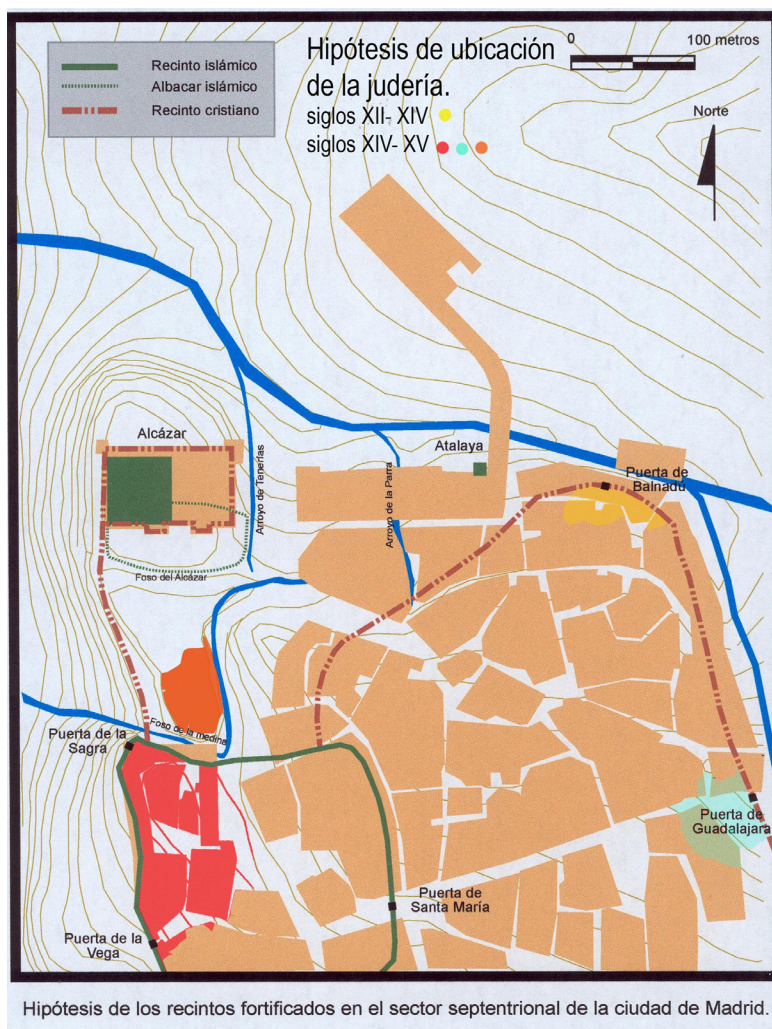 Recinto islámico
Albacar islámico
Recinto cristiano
Hipótesis de ubicación
de la judería.
siglos XII- XIV
siglos XIV- XV
0 100 metros
Norte
Alcázar
Arroyo de Tenerías
Atalaya
Arroyo de la Parra
Puerta de
Balnadú
Foso del Alcázar
Foso de la medina
Puerta de la
Sagra
Puerta de
Guadalajara
Puerta de
Santa María
Puerta de la
Vega
Hipótesis de los recintos fortificados en el sector septentrional de la ciudad de Madrid.